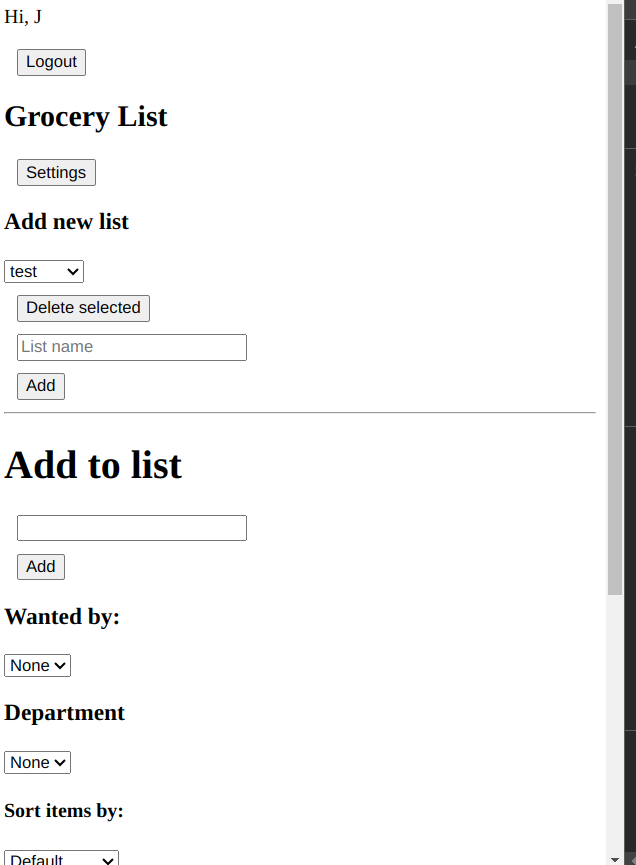 Hi, J
Logout
Grocery List
Settings
Add new list
test
Delete selected
List name
Add
Add to list
Add
Wanted by:
None
Department
None
Sort items by:
Default